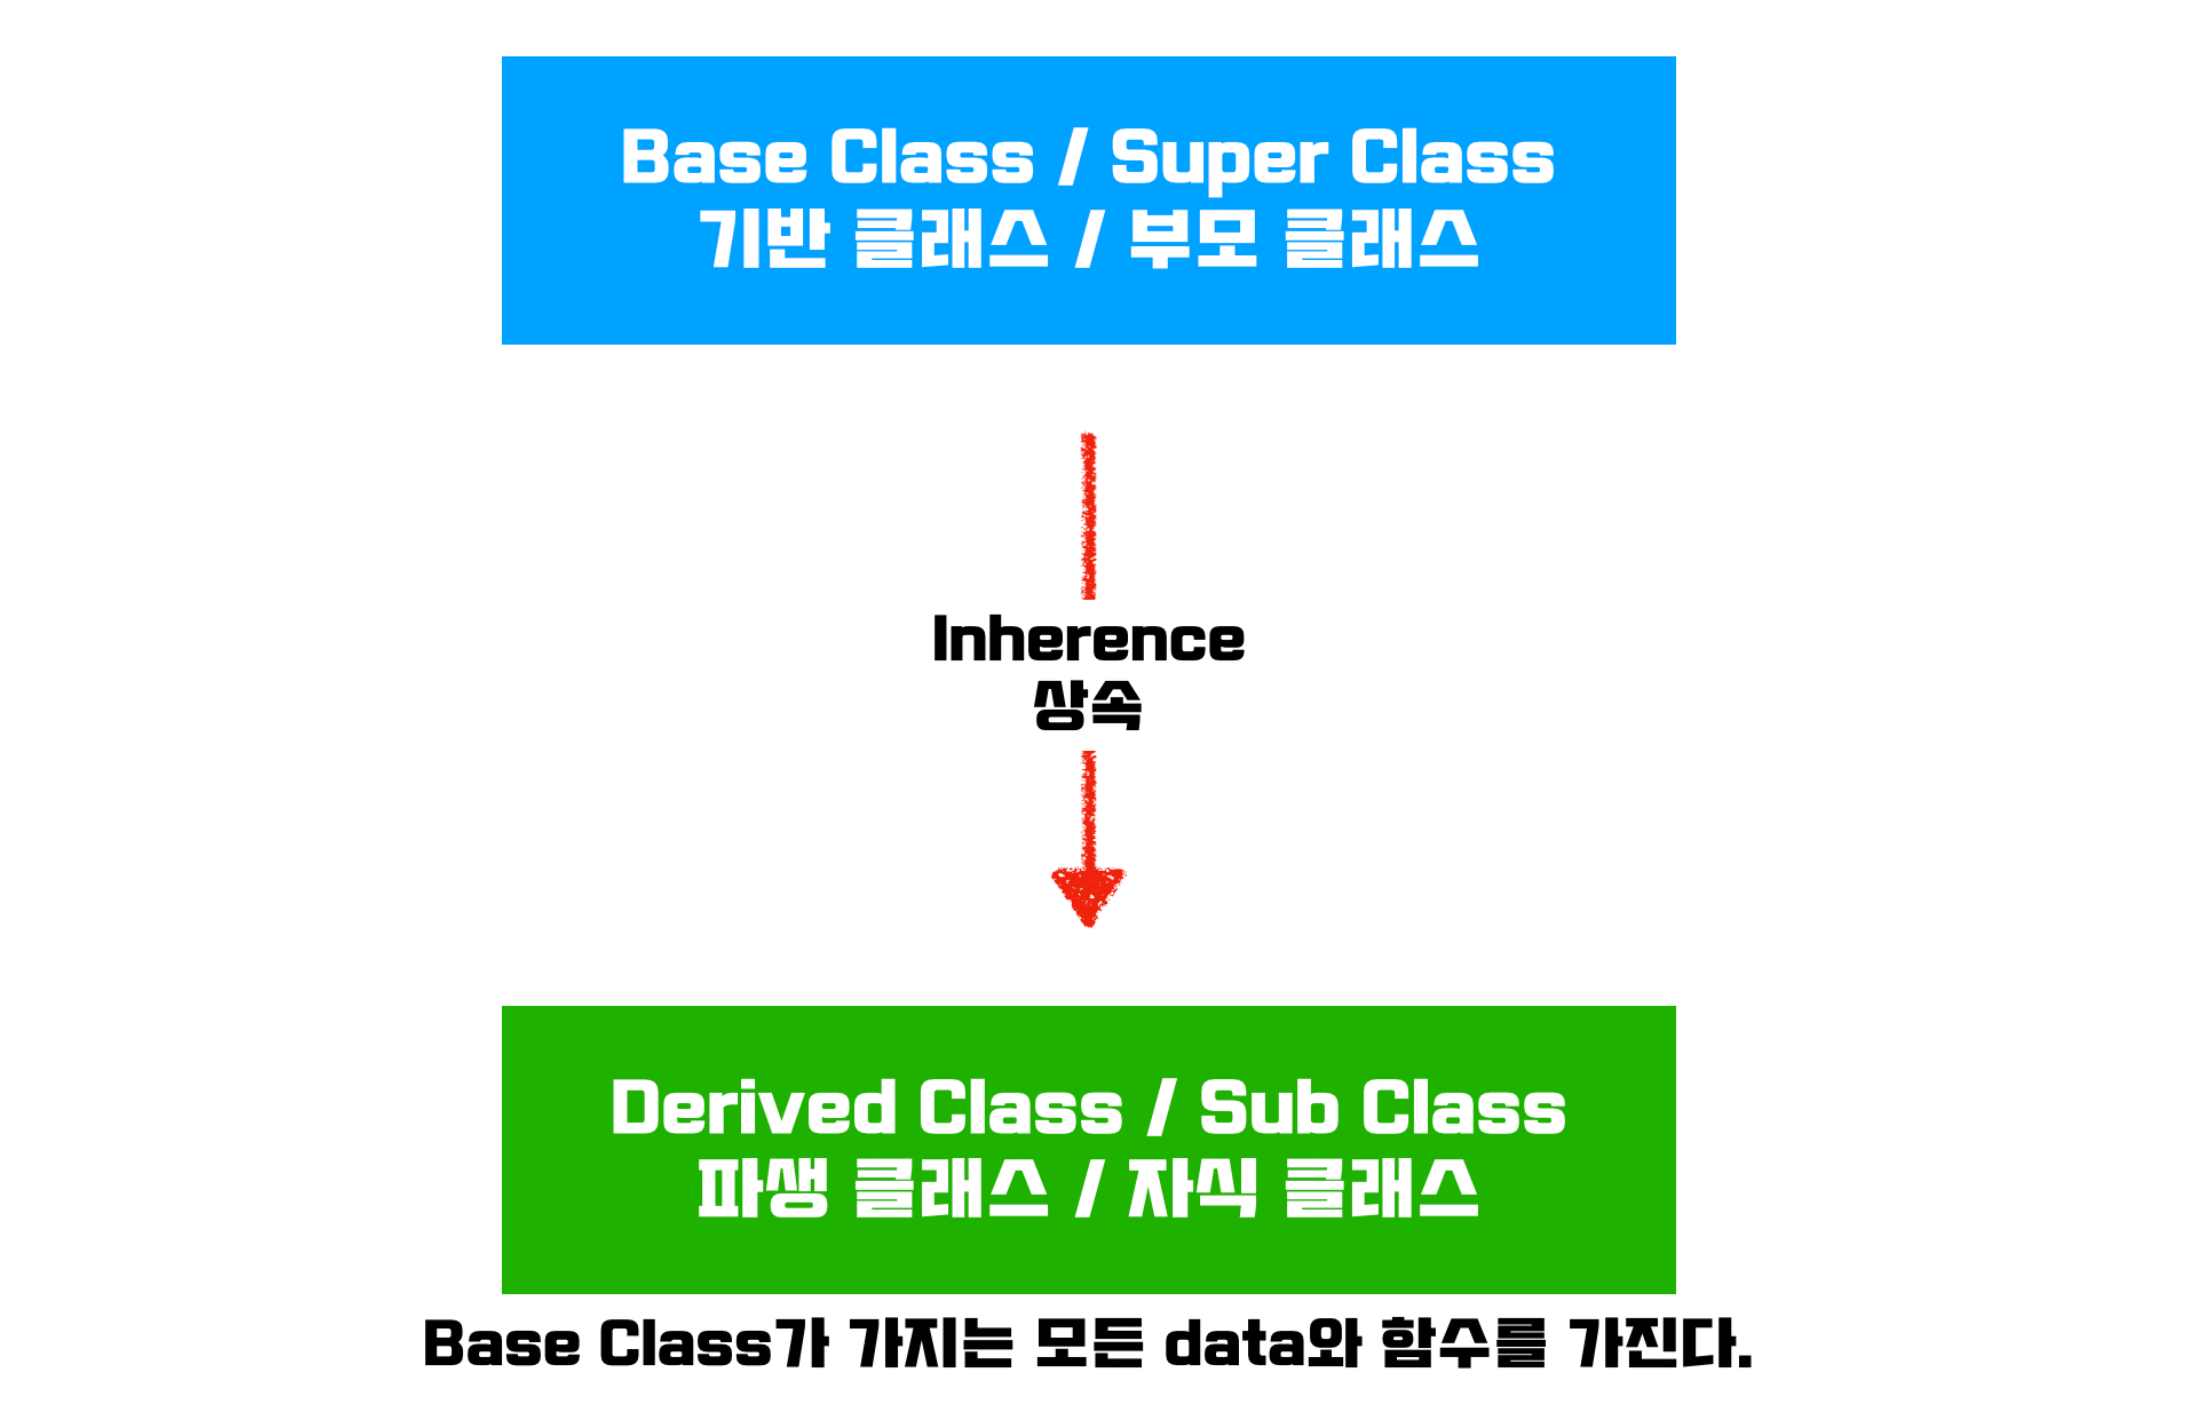 Base Class / Super Class
기반 클래스 / 부모 클래스
Inherence
상속
Derived Class / Sub Class
파생 클래스 / 자식 클래스
Base Class가 가지는 모든 data와 함수를 가진다.